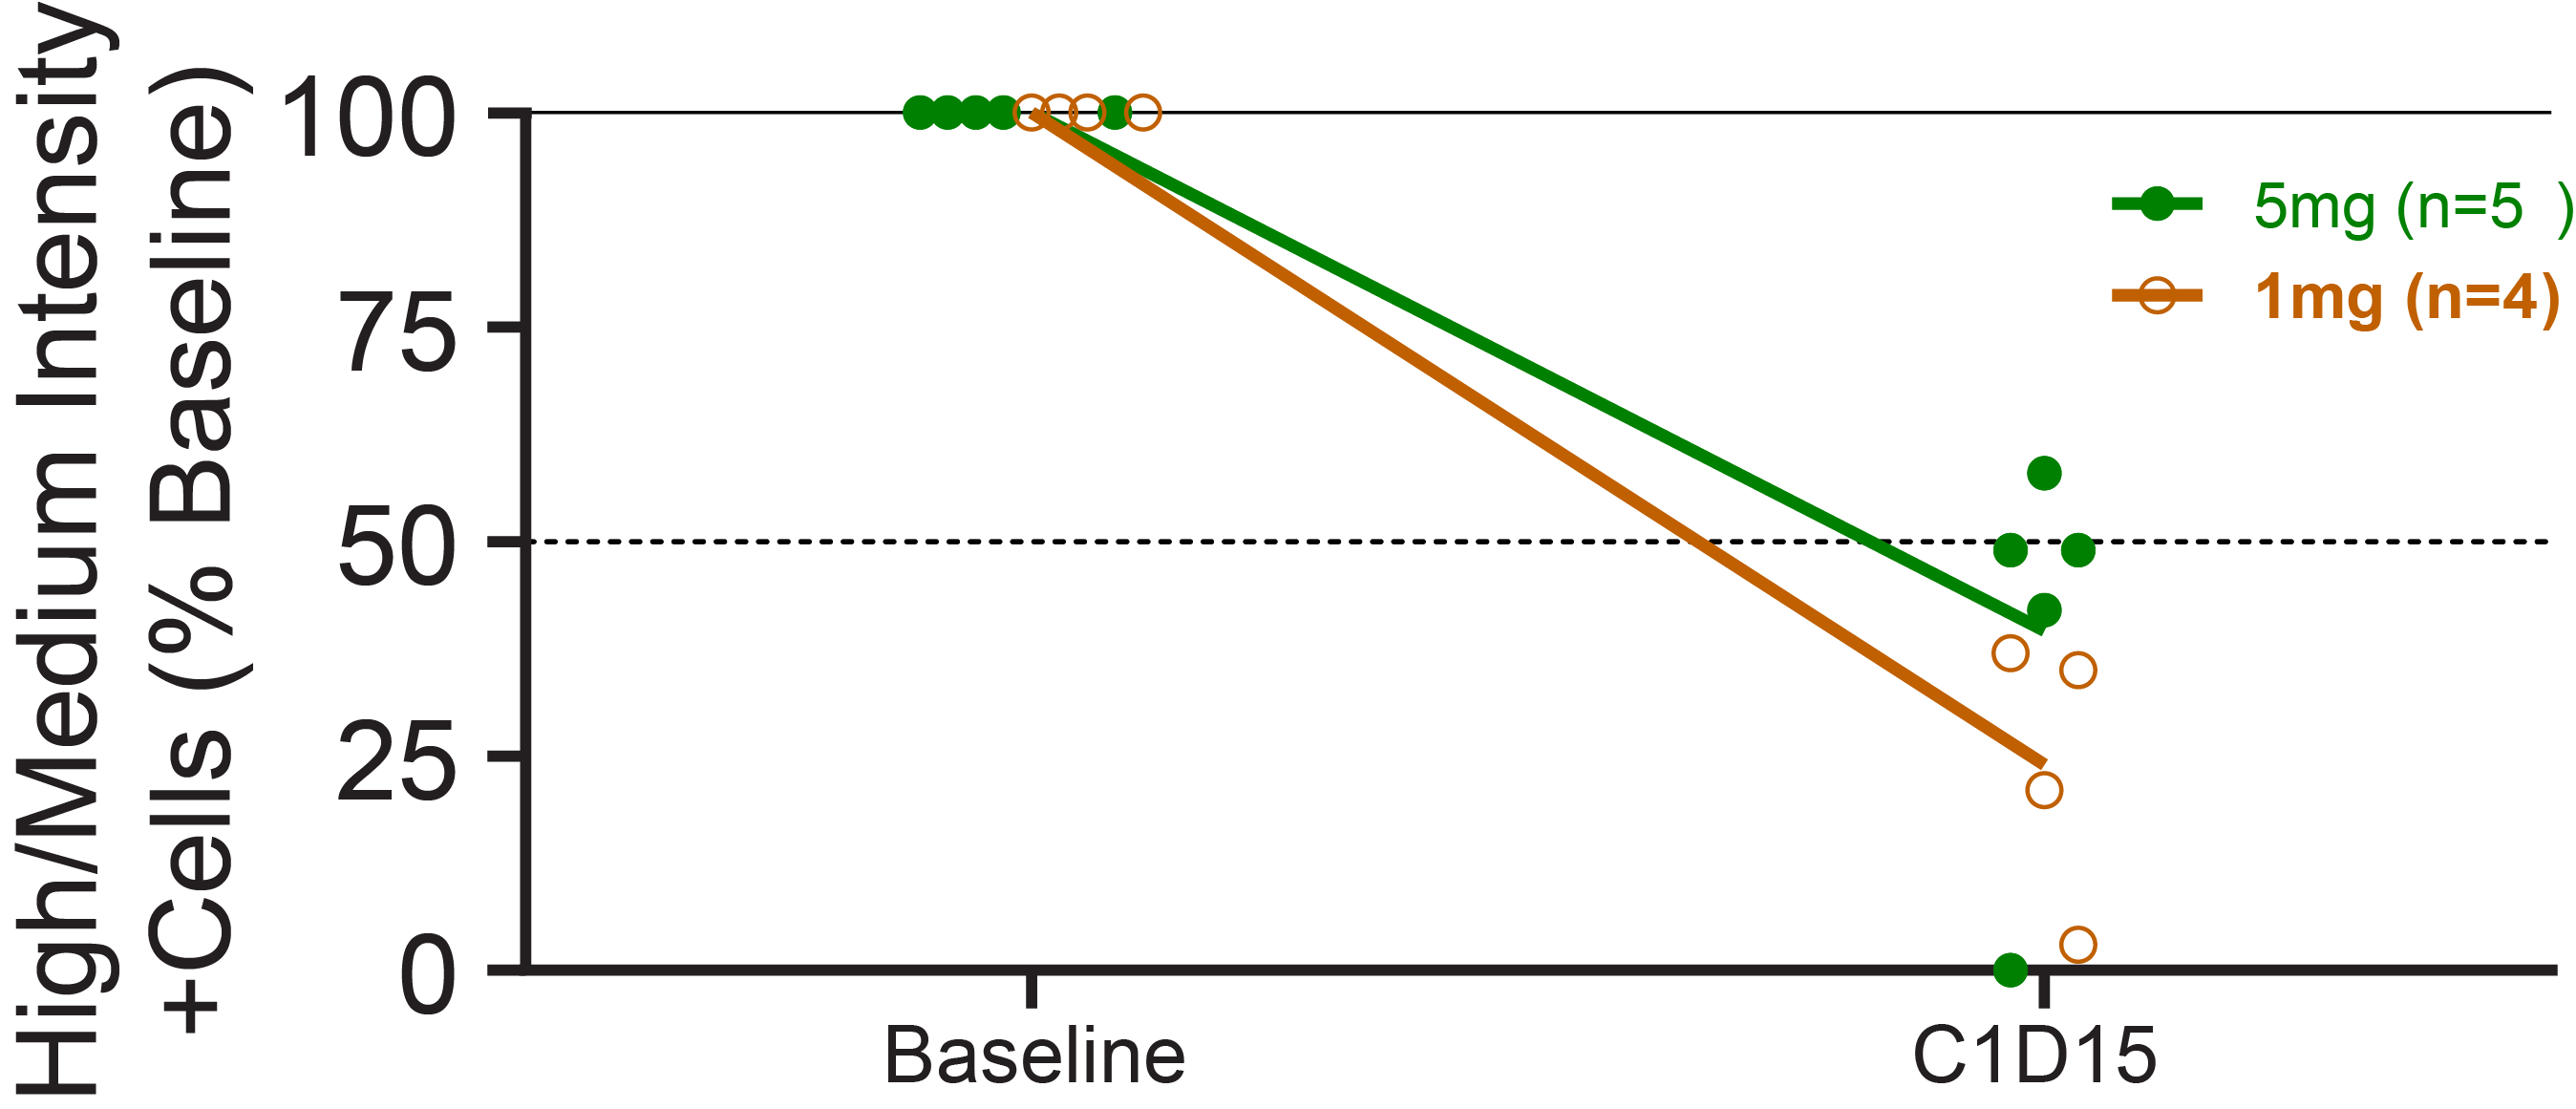 High/Medium Intensity
+Cells (% Baseline)
100
75
50
25
0
5mg (n=5 )
1mg (n=4)
Baseline
C1D15